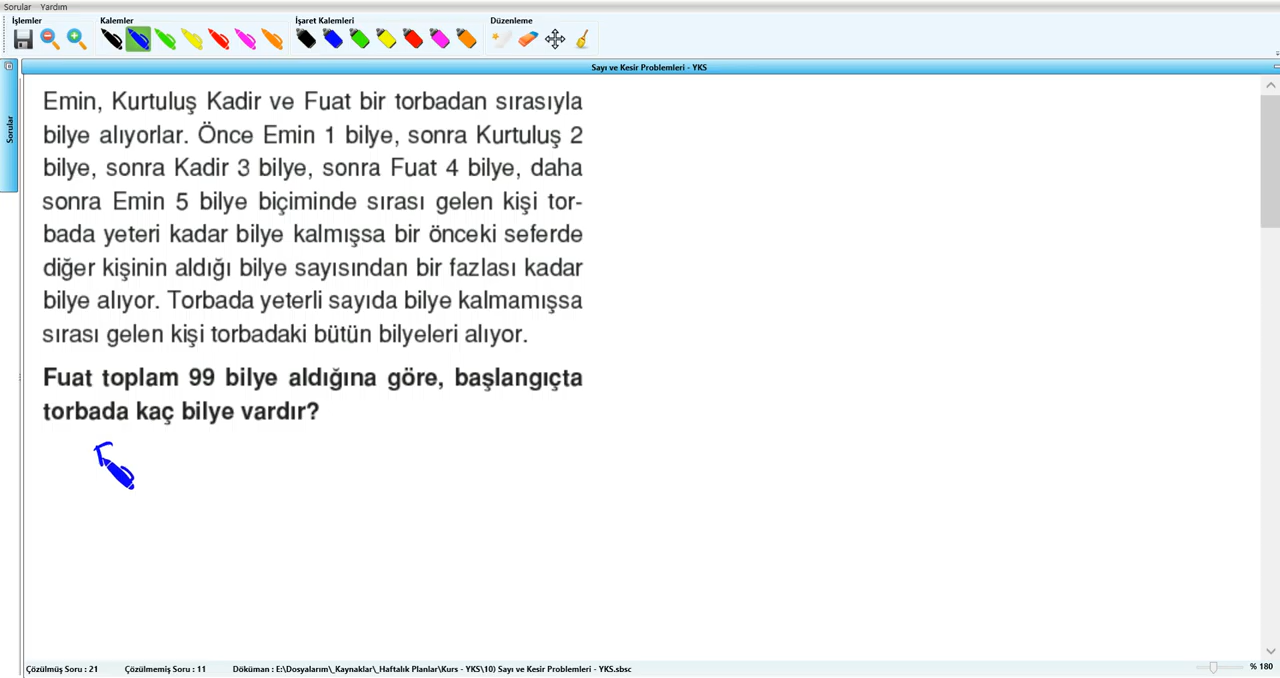 Sorular Yardım
İşlemler Kalemler İşaret Kalemleri Düzenleme
Sayı ve Kesir Problemleri - YKS
Sorular
Emin, Kurtuluş Kadir ve Fuat bir torbadan sırasıyla
bilye alıyorlar. Önce Emin 1 bilye, sonra Kurtuluş 2
bilye, sonra Kadir 3 bilye, sonra Fuat 4 bilye, daha
sonra Emin 5 bilye biçiminde sırası gelen kişi tor-
bada yeteri kadar bilye kalmışsa bir önceki seferde
diğer kişinin aldığı bilye sayısından bir fazlası kadar
bilye alıyor. Torbada yeterli sayıda bilye kalmamışsa
sırası gelen kişi torbadaki bütün bilyeleri alıyor.
Fuat toplam 99 bilye aldığına göre, başlangıçta
torbada kaç bilye vardır?
Çözülmüş Soru : 21 Çözülmemiş Soru : 11 Döküman : E:\Dosyalarım\_Kaynaklar\_Haftalık Planlar\Kurs - YKS\10) Sayı ve Kesir Problemleri - YKS.sbsc % 180